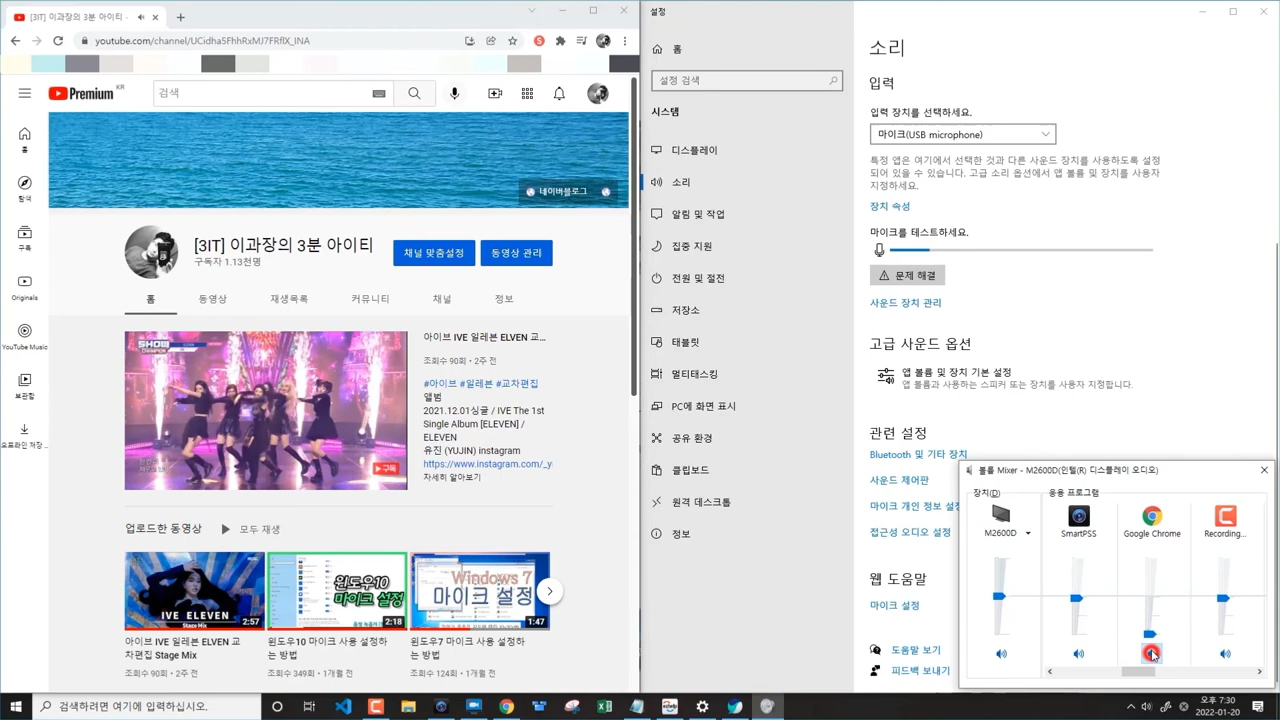 [3IT] 이과장의 3분 아이티 -
youtube.com/channel/UCidha5FhhRxMJ7FRfIX_INA
Premium KR
검색
홈
탐색
구독
Originals
YouTube Music
보관함
오프라인 저장 ...
네이버블로그
[3IT] 이과장의 3분 아이티
구독자 1.13천명
채널 맞춤설정
동영상 관리
홈
동영상
재생목록
커뮤니티
채널
정보
SHOW
CHAMPION
구독
아이브 IVE 일레븐 ELVEN 교...
조회수 90회 • 2주 전
#아이브 #일레븐 #교차편집
앨범
2021.12.01싱글 / IVE The 1st
Single Album [ELEVEN] /
ELEVEN
유진 (YUJIN) instagram
https://www.instagram.com/_y
자세히 알아보기
업로드한 동영상
모두 재생
IVE ELEVEN
Stage Mix
2:57
윈도우10
마이크 설정
2:18
Windows 7
마이크 설정
1:47
아이브 IVE 일레븐 ELVEN 교
차편집 Stage Mix
조회수 90회 • 2주 전
윈도우10 마이크 사용 설정하
는 방법
조회수 349회 • 1개월 전
윈도우7 마이크 사용 설정하
는 방법
조회수 124회 • 1개월 전
설정
홈
설정 검색
시스템
디스플레이
소리
알림 및 작업
집중 지원
전원 및 절전
저장소
태블릿
멀티태스킹
PC에 화면 표시
공유 환경
클립보드
원격 데스크톱
정보
소리
입력
입력 장치를 선택하세요.
마이크(USB microphone)
특정 앱은 여기에서 선택한 것과 다른 사운드 장치를 사용하도록 설정
되어 있을 수 있습니다. 고급 소리 옵션에서 앱 볼륨 및 장치를 사용자
지정하세요.
장치 속성
마이크를 테스트하세요.
문제 해결
사운드 장치 관리
고급 사운드 옵션
앱 볼륨 및 장치 기본 설정
앱 볼륨과 사용하는 스피커 또는 장치를 사용자 지정합니다.
관련 설정
Bluetooth 및 기타 장치
사운드 제어판
마이크 개인 정보 설정
접근성 오디오 설정
웹 도움말
마이크 설정
도움말 보기
피드백 보내기
볼륨 Mixer - M2600D(인텔(R) 디스플레이 오디오)
장치(D)
응용 프로그램
M2600D
SmartPSS
Google Chrome
Recording...
검색하려면 여기에 입력하십시오.
오후 7:30
2022-01-20